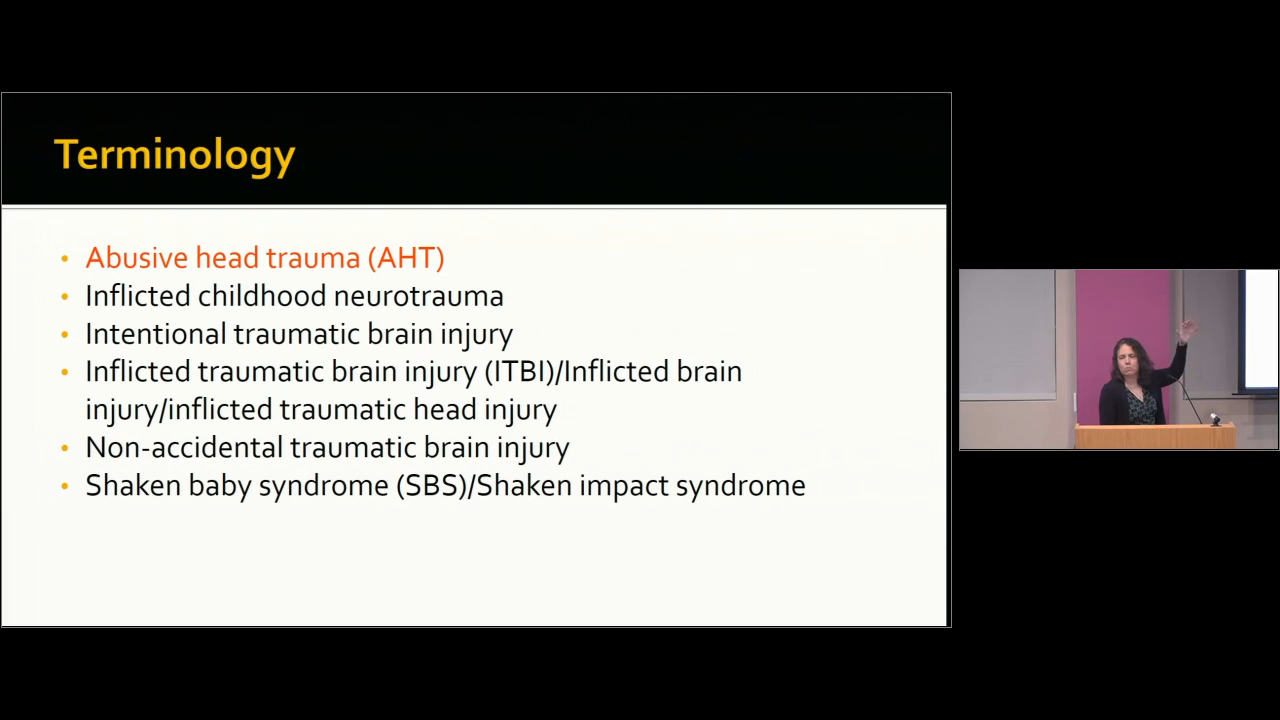 Terminology
• Abusive head trauma (AHT)
• Inflicted childhood neurotrauma
• Intentional traumatic brain injury
• Inflicted traumatic brain injury (ITBI)/Inflicted brain
injury/inflicted traumatic head injury
• Non-accidental traumatic brain injury
• Shaken baby syndrome (SBS)/Shaken impact syndrome